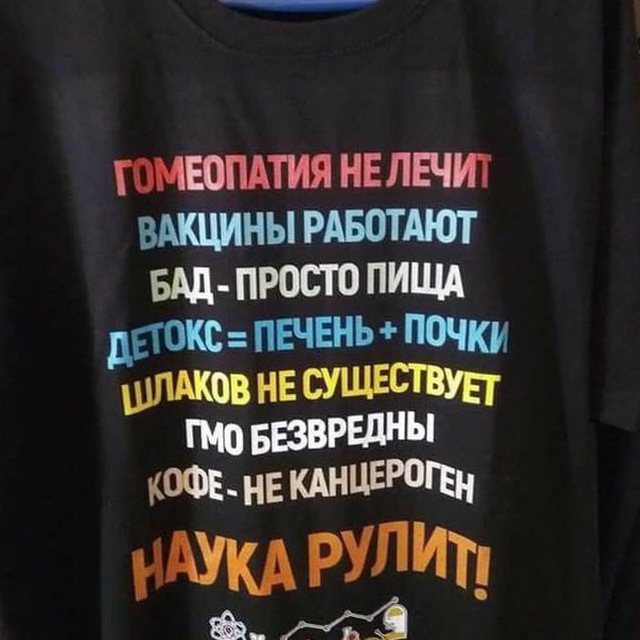 ГОМЕОПАТИЯ НЕ ЛЕЧИТ
ВАКЦИНЫ РАБОТАЮТ
БАД - ПРОСТО ПИЩА
ДЕТОКС = ПЕЧЕНЬ + ПОЧКИ
ШЛАКОВ НЕ СУЩЕСТВУЕТ
ГМО БЕЗВРЕДНЫ
КОФЕ - НЕ КАНЦЕРОГЕН
НАУКА РУЛИТ!